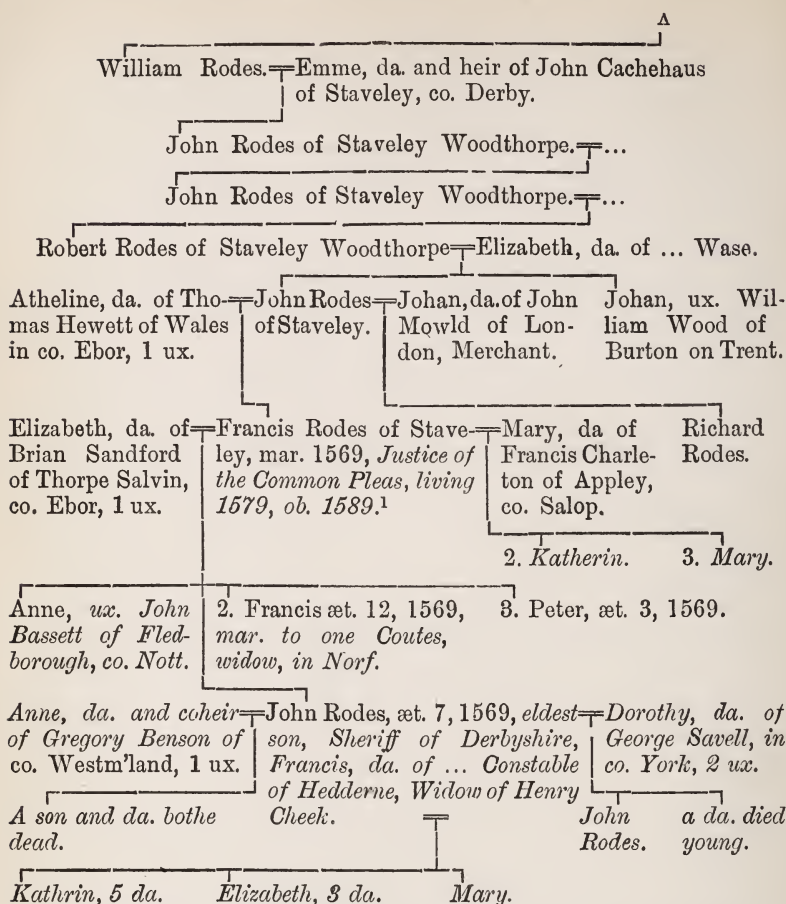 A
William Rodes.=Emme, da. and heir of John Cachehaus
of Staveley, co. Derby.
John Rodes of Staveley Woodthorpe.=...
John Rodes of Staveley Woodthorpe.=...
Robert Rodes of Staveley Woodthorpe=Elizabeth, da. of ... Wase.
Atheline, da. of Tho-
mas Hewett of Wales
in co. Ebor, 1 ux.
=John Rodes=
of Staveley.
Johan, da. of John
Mowld of Lon-
don, Merchant.
Johan, ux. Wil-
liam Wood of
Burton on Trent.
Elizabeth, da. of
Brian Sandford
of Thorpe Salvin,
co. Ebor, 1 ux.
=Francis Rodes of Stave-
ley, mar. 1569, Justice of
the Common Pleas, living
1579, ob. 1589.¹
=Mary, da of
Francis Charle-
ton of Appley,
co. Salop.
Richard
Rodes.
2. Katherin. 3. Mary.
Anne, ux. John
Bassett of Fled-
borough, co. Nott.
2. Francis æt. 12, 1569,
mar. to one Coutes,
widow, in Norf.
3. Peter, æt. 3, 1569.
Anne, da. and coheir
of Gregory Benson of
co. Westm'land, 1 ux.
=John Rodes, æt. 7, 1569, eldest
son, Sheriff of Derbyshire,
Francis, da. of ... Constable
of Hedderne, Widow of Henry
Cheek.
=Dorothy, da. of
George Savell, in
co. York, 2 ux.
A son and da. bothe
dead.
John
Rodes.
a da. died
young.
Kathrin, 5 da. Elizabeth, 3 da. Mary.